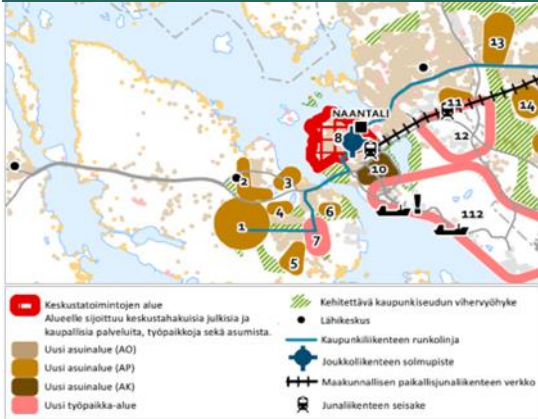 13
NAANTALI
11
14
8
12
10
2
3
4
6
1
7
!
112
5
Keskustatoimintojen alue
Alueelle sijoittuu keskustahakuisia julkisia ja
kaupallisia palveluita, työpaikkoja sekä asumista.
Uusi asuinalue (AO)
Uusi asuinalue (AP)
Uusi asuinalue (AK)
Uusi työpaikka-alue
Kehitettävä kaupunkiseudun vihervyöhyke
Lähikeskus
Kaupunkiliikenteen runkolinja
Joukkoliikenteen solmupiste
Maakunnallisen paikallisjunaliikenteen verkko
Junaliikenteen seisake